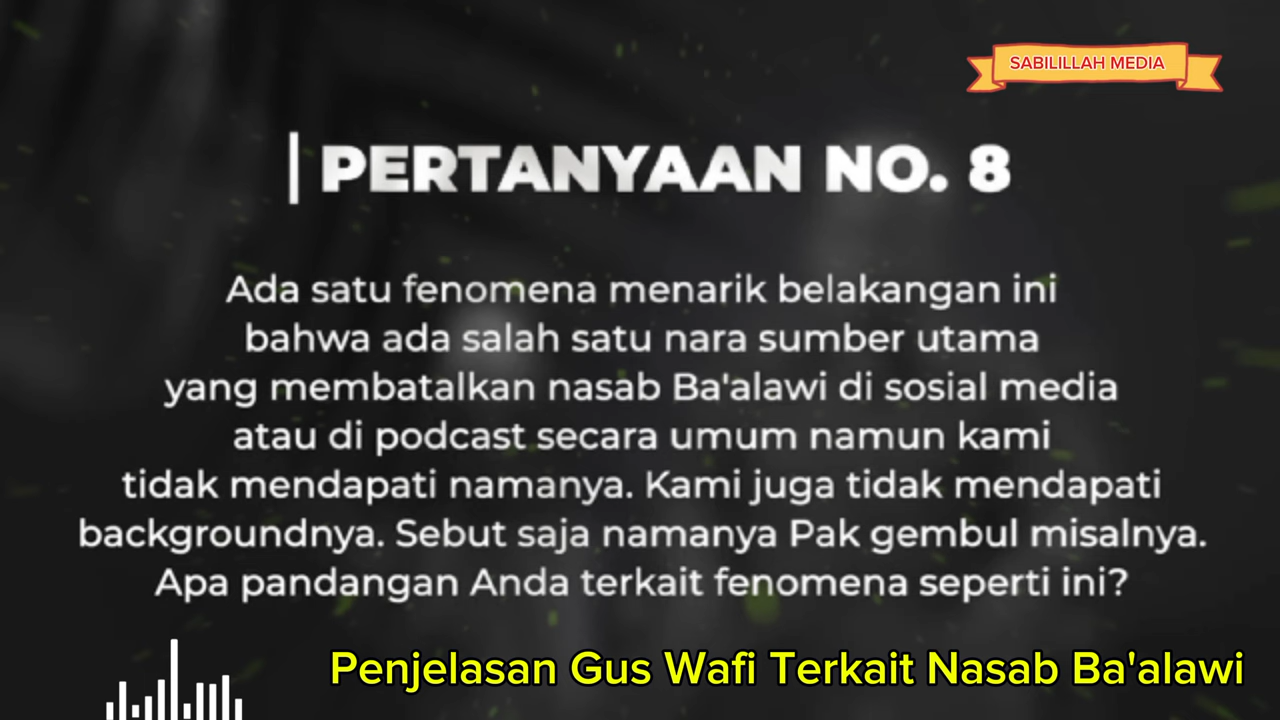 SABILILLAH MEDIA
PERTANYAAN NO. 8
Ada satu fenomena menarik belakangan ini
bahwa ada salah satu nara sumber utama
yang membatalkan nasab Ba'alawi di sosial media
atau di podcast secara umum namun kami
tidak mendapati namanya. Kami juga tidak mendapati
backgroundnya. Sebut saja namanya Pak gembul misalnya.
Apa pandangan Anda terkait fenomena seperti ini?
Penjelasan Gus Wafi Terkait Nasab Ba'alawi